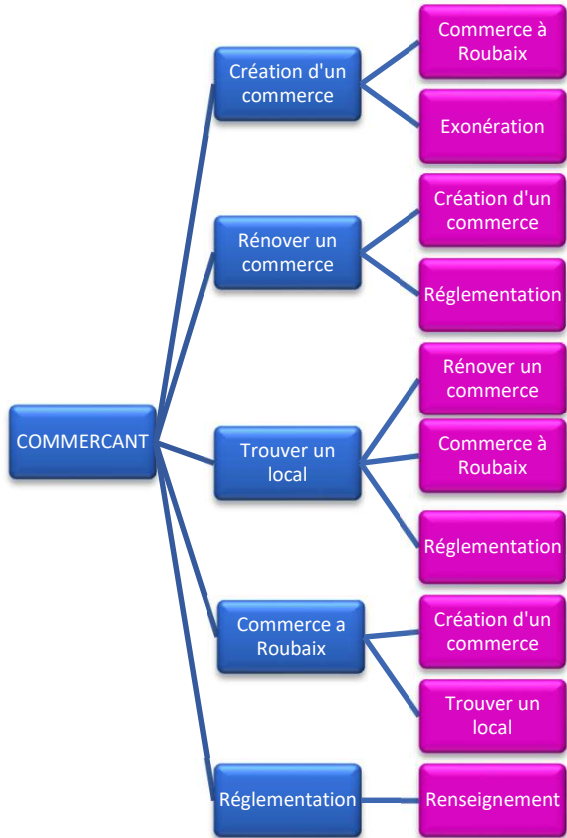 COMMERCANT
Création d'un
commerce
Commerce à
Roubaix
Exonération
Rénover un
commerce
Création d'un
commerce
Réglementation
Trouver un
local
Rénover un
commerce
Commerce à
Roubaix
Réglementation
Commerce a
Roubaix
Création d'un
commerce
Trouver un
local
Réglementation
Renseignement